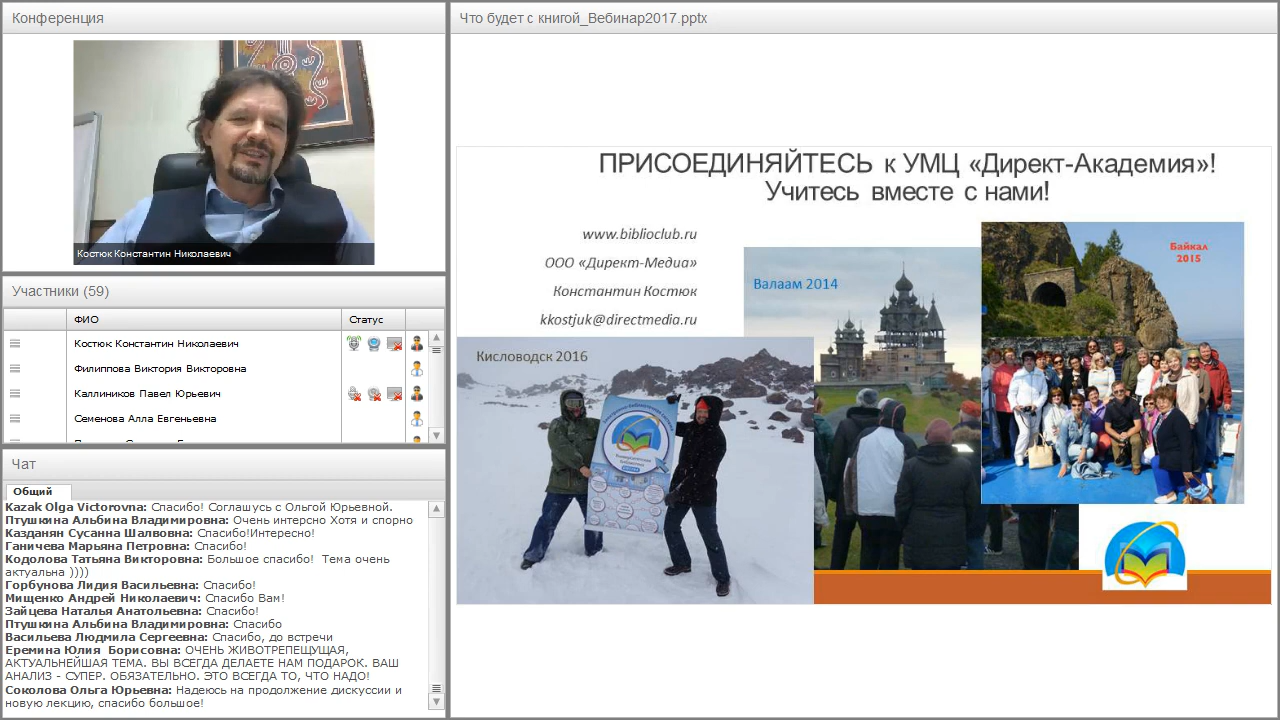 Конференция
Костюк Константин Николаевич
Участники (59)
ФИО
Статус
Костюк Константин Николаевич
Филиппова Виктория Викторовна
Каллиников Павел Юрьевич
Семенова Алла Евгеньевна
Чат
Общий
Kazak Olga Victorovna: Спасибо! Соглашусь с Ольгой Юрьевной.
Птушкина Альбина Владимировна: Очень интерсно Хотя и спорно
Казданян Сусанна Шалвовна: Спасибо!Интересно!
Ганичева Марьяна Петровна: Спасибо!
Кодолова Татьяна Викторовна: Большое спасибо! Тема очень
актуальна ))))
Горбунова Лидия Васильевна: Спасибо!
Мищенко Андрей Николаевич: Спасибо Вам!
Зайцева Наталья Анатольевна: Спасибо!
Птушкина Альбина Владимировна: Спасибо
Васильева Людмила Сергеевна: Спасибо, до встречи
Еремина Юлия Борисовна: ОЧЕНЬ ЖИВОТРЕПЕЩУЩАЯ,
АКТУАЛЬНЕЙШАЯ ТЕМА. ВЫ ВСЕГДА ДЕЛАЕТЕ НАМ ПОДАРОК. ВАШ
АНАЛИЗ - СУПЕР. ОБЯЗАТЕЛЬНО. ЭТО ВСЕГДА ТО, ЧТО НАДО!
Соколова Ольга Юрьевна: Надеюсь на продолжение дискуссии и
новую лекцию, спасибо большое!
Что будет с книгой_Вебинар2017.pptx
ПРИСОЕДИНЯЙТЕСЬ к УМЦ «Директ-Академия»!
Учитесь вместе с нами!
www.biblioclub.ru
ООО «Директ-Медиа»
Константин Костюк
kkostjuk@directmedia.ru
Валаам 2014
Байкал
2015
Кисловодск 2016